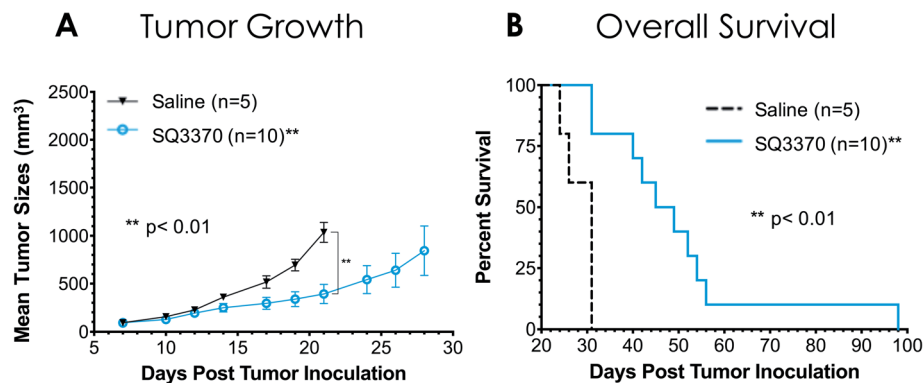 A Tumor Growth
Mean Tumor Sizes (mm³)
2500
2000
1500
1000
500
0
Saline (n=5)
SQ3370 (n=10)**
** p< 0.01
**
5 10 15 20 25 30
Days Post Tumor Inoculation
B Overall Survival
Percent Survival
100
75
50
25
0
Saline (n=5)
SQ3370 (n=10)**
** p< 0.01
20 30 40 50 60 70 80 90 100
Days Post Tumor Inoculation